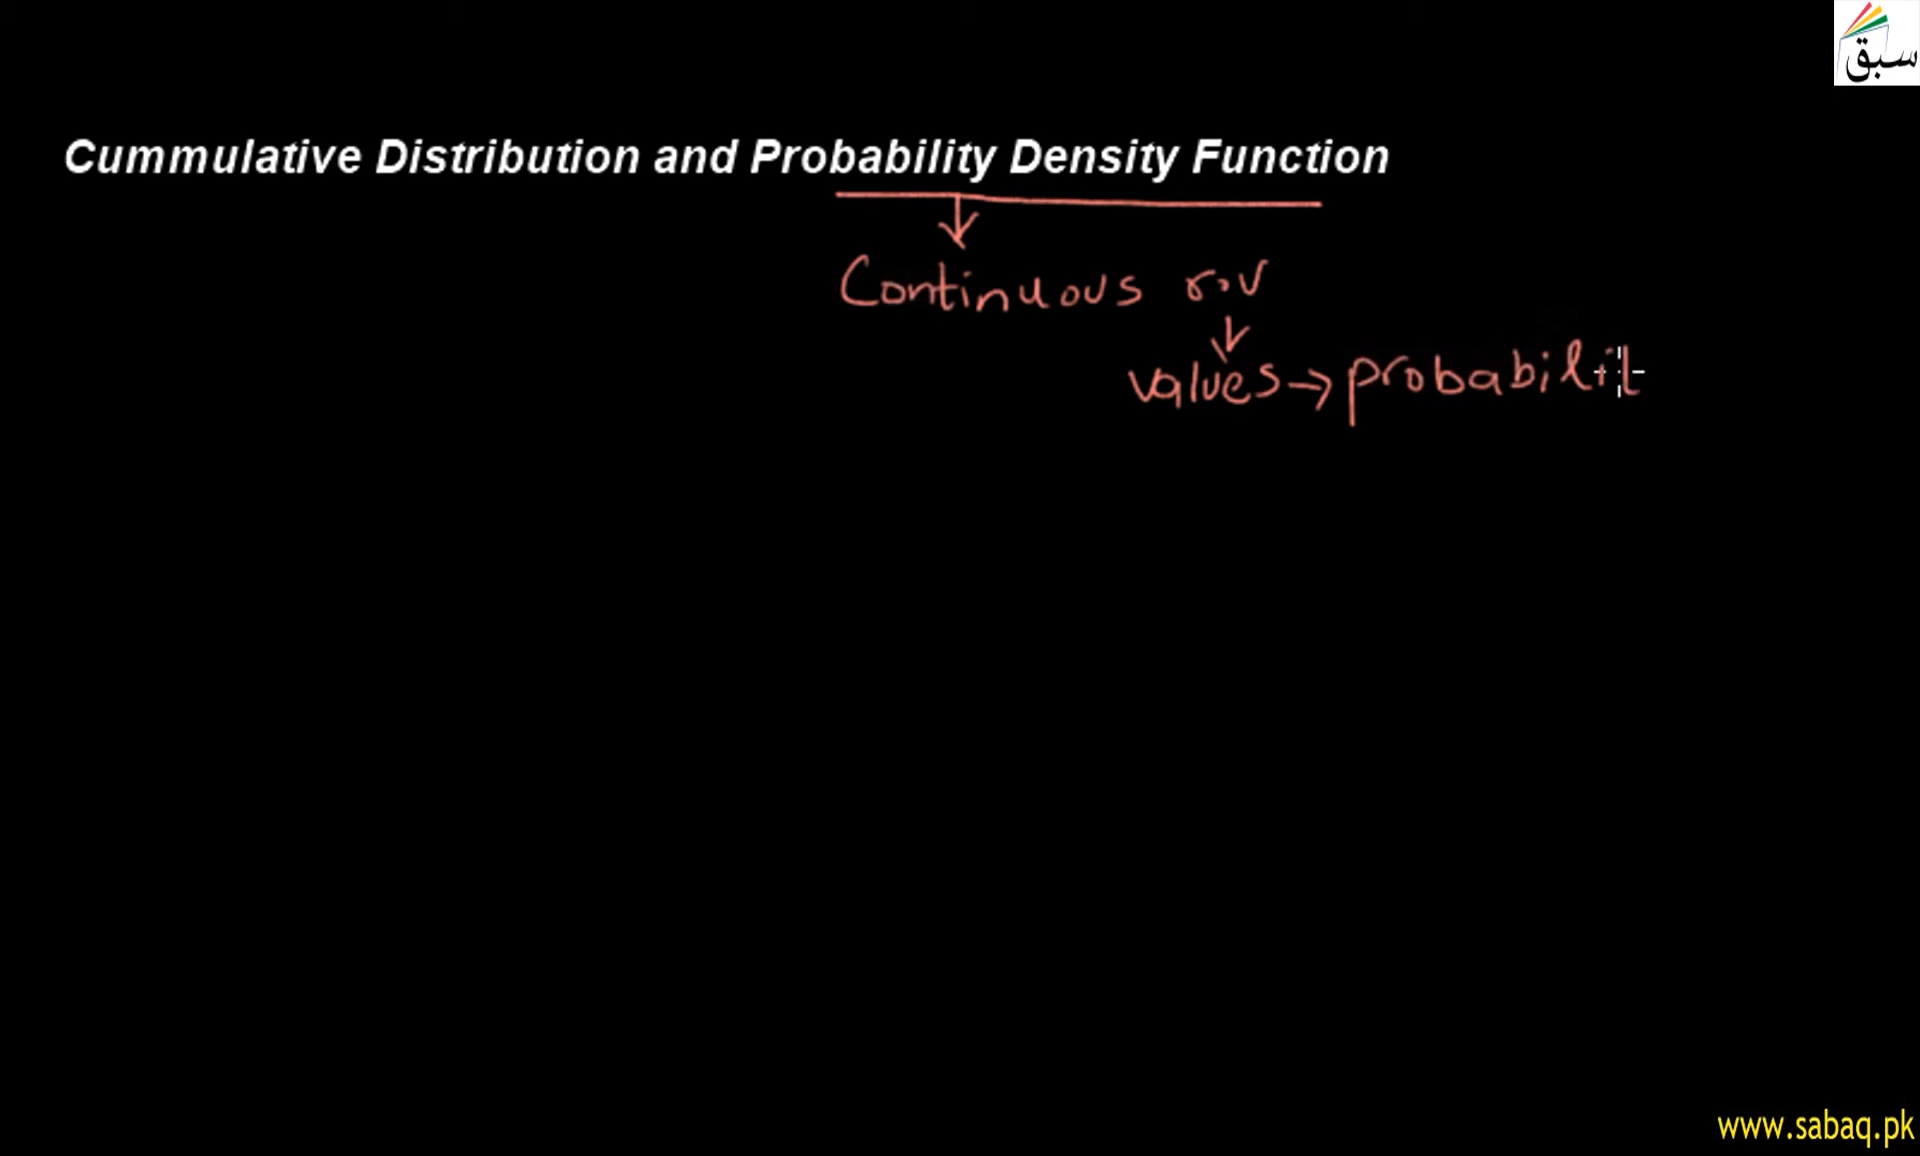 سبق
Cummulative Distribution and Probability Density Function
Continuous r.v
values → probabilit
www.sabaq.pk